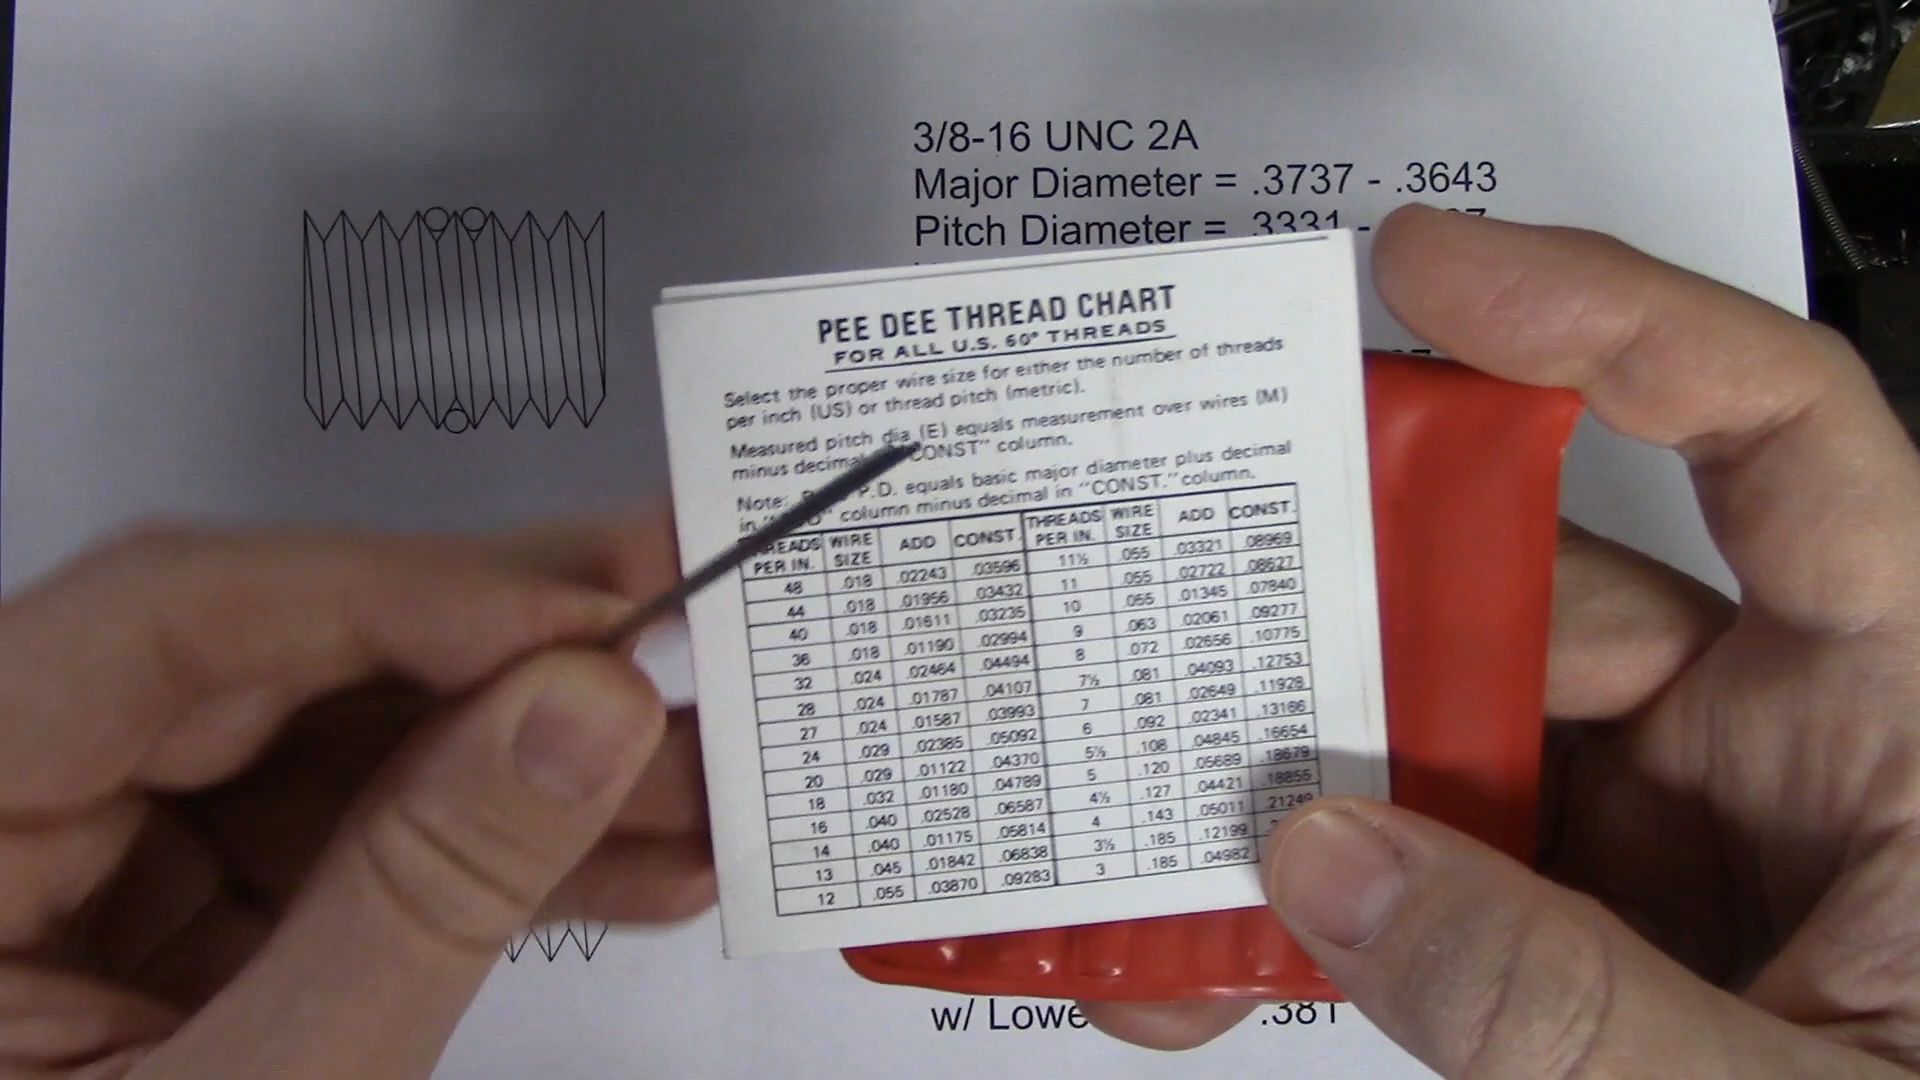 3/8-16 UNC 2A
Major Diameter = .3737 - .3643
Pitch Diameter = .3331 -
PEE DEE THREAD CHART
FOR ALL U.S. 60° THREADS
Select the proper wire size for either the number of threads
per inch (US) or thread pitch (metric).
Measured pitch dia (E) equals measurement over wires (M)
minus decimal "CONST" column.
Note: P.D. equals basic major diameter plus decimal
in column minus decimal in "CONST." column.
THREADS PER IN. WIRE SIZE ADD CONST. THREADS PER IN. WIRE SIZE ADD CONST.
48 .018 .02243 .03596 11½ .055 .03321 .08969
44 .018 .01956 .03432 11 .055 .02722 .08627
40 .018 .01611 .03235 10 .055 .01345 .07840
36 .018 .01190 .02994 9 .063 .02061 .09277
32 .024 .02464 .04494 8 .072 .02656 .10775
28 .024 .01787 .04107 7½ .081 .04093 .12753
27 .024 .01587 .03993 7 .081 .02649 .11928
24 .029 .02385 .05092 6 .092 .02341 .13166
20 .029 .01122 .04370 5½ .108 .04845 .16654
18 .032 .01180 .04789 5 .120 .05689 .18679
16 .040 .02528 .06587 4½ .127 .04421 .18855
14 .040 .01175 .05814 4 .143 .05011 .21249
13 .045 .01842 .06838 3½ .185 .12199
12 .055 .03870 .09283 3 .185 .04982
w/ Lowe .381